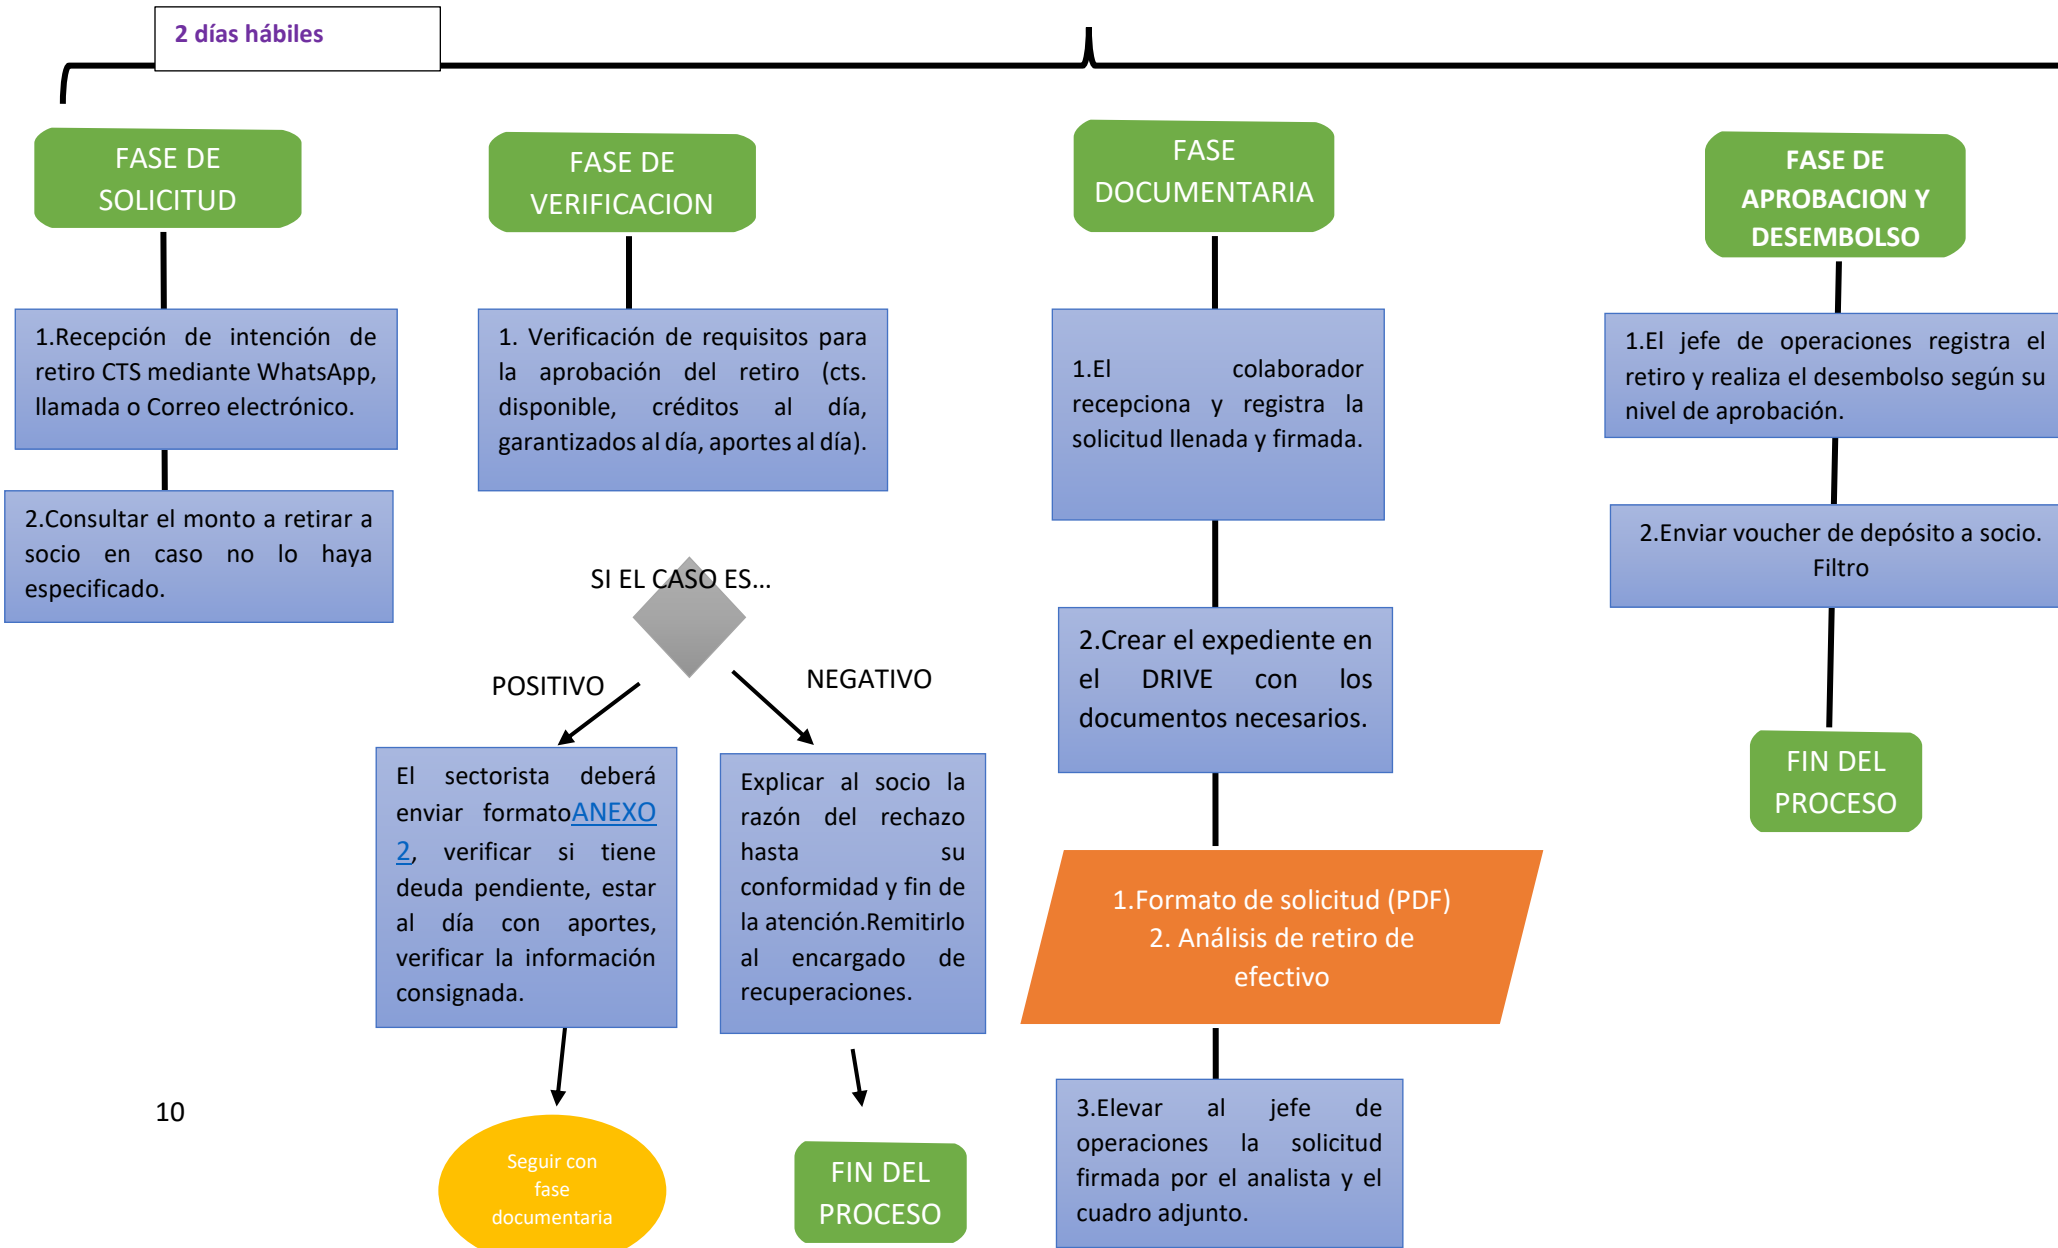 2 días hábiles
FASE DE
SOLICITUD
1.Recepción de intención de
retiro CTS mediante WhatsApp,
llamada o Correo electrónico.
2.Consultar el monto a retirar a
socio en caso no lo haya
especificado.
FASE DE
VERIFICACION
1. Verificación de requisitos para
la aprobación del retiro (cts.
disponible, créditos al día,
garantizados al día, aportes al día).
SI EL CASO ES...
POSITIVO
NEGATIVO
El sectorista deberá
enviar formatoANEXO
2, verificar si tiene
deuda pendiente, estar
al día con aportes,
verificar la información
consignada.
Seguir con
fase
documentaria
Explicar al socio la
razón del rechazo
hasta su
conformidad y fin de
la atención.Remitirlo
al encargado de
recuperaciones.
FIN DEL
PROCESO
FASE
DOCUMENTARIA
1.El colaborador
recepciona y registra la
solicitud llenada y firmada.
2.Crear el expediente en
el DRIVE con los
documentos necesarios.
1.Formato de solicitud (PDF)
2. Análisis de retiro de
efectivo
3.Elevar al jefe de
operaciones la solicitud
firmada por el analista y el
cuadro adjunto.
FASE DE
APROBACION Y
DESEMBOLSO
1.El jefe de operaciones registra el
retiro y realiza el desembolso según su
nivel de aprobación.
2.Enviar voucher de depósito a socio.
Filtro
FIN DEL
PROCESO
10